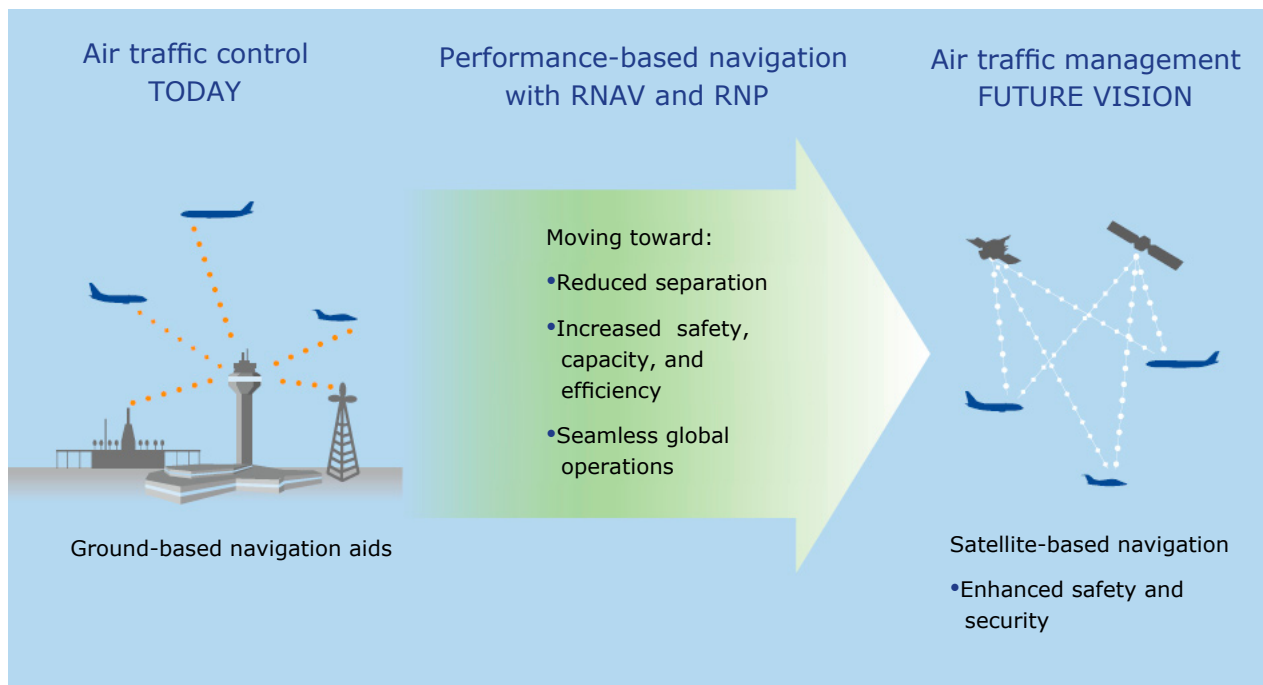 Air traffic control
TODAY
Performance-based navigation
with RNAV and RNP
Air traffic management
FUTURE VISION
Moving toward:
•Reduced separation
•Increased safety,
capacity, and
efficiency
•Seamless global
operations
Ground-based navigation aids
Satellite-based navigation
•Enhanced safety and
security